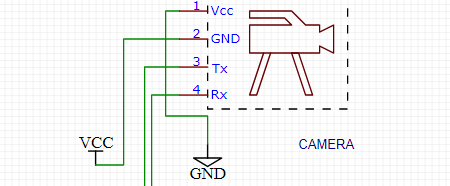 1 Vcc
2 GND
3 Tx
4 Rx
VCC
CAMERA
GND